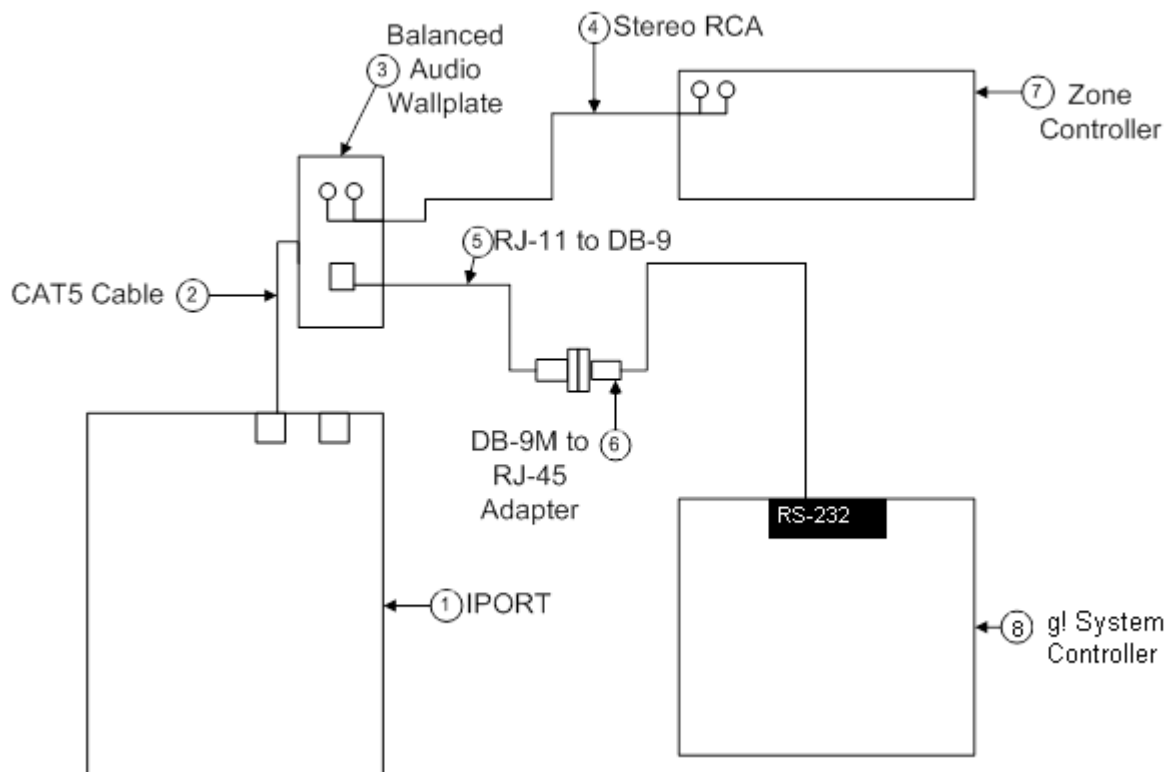 4 Stereo RCA
Balanced
3 Audio
Wallplate
7 Zone
Controller
5 RJ-11 to DB-9
CAT5 Cable 2
DB-9M to 6
RJ-45
Adapter
RS-232
1 IPORT
8 g! System
Controller